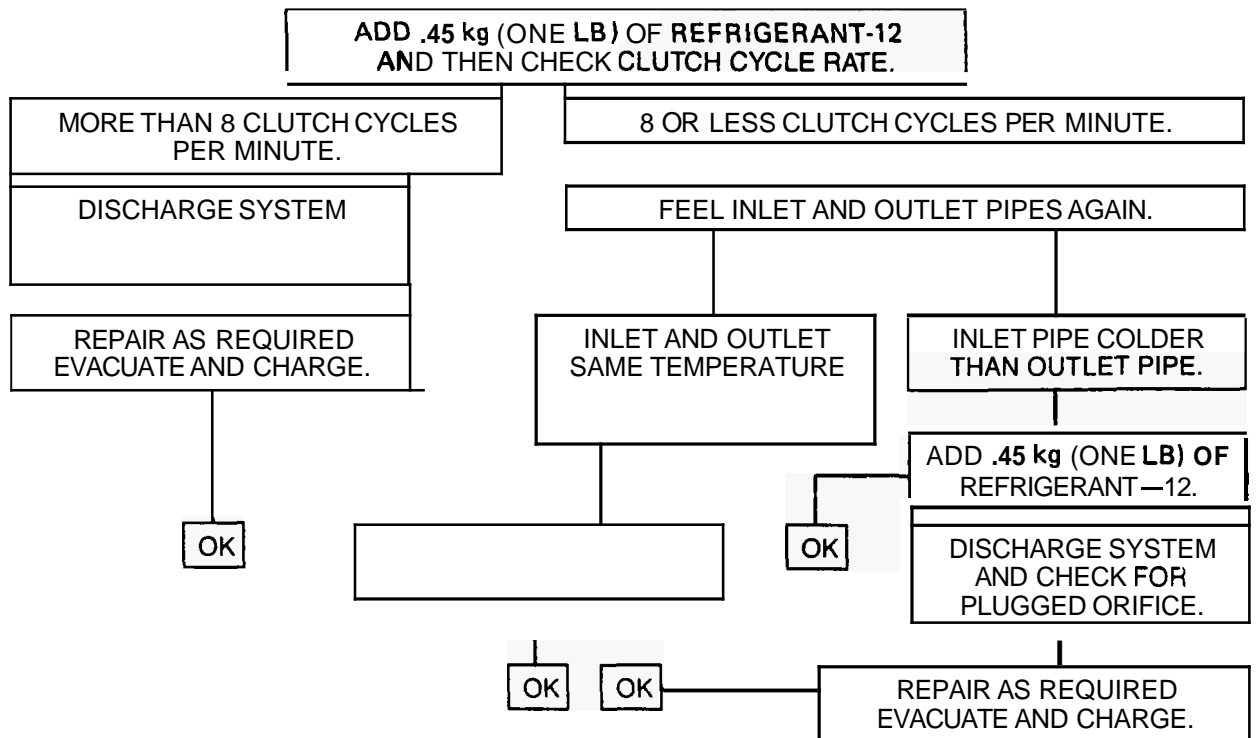 ADD .45 kg (ONE LB) OF REFRIGERANT-12
AND THEN CHECK CLUTCH CYCLE RATE.
MORE THAN 8 CLUTCH CYCLES
PER MINUTE.
8 OR LESS CLUTCH CYCLES PER MINUTE.
DISCHARGE SYSTEM
FEEL INLET AND OUTLET PIPES AGAIN.
REPAIR AS REQUIRED
EVACUATE AND CHARGE.
INLET AND OUTLET
SAME TEMPERATURE
INLET PIPE COLDER
THAN OUTLET PIPE.
ADD .45 kg (ONE LB) OF
REFRIGERANT—12.
OK
OK
DISCHARGE SYSTEM
AND CHECK FOR
PLUGGED ORIFICE.
OK
OK
REPAIR AS REQUIRED
EVACUATE AND CHARGE.